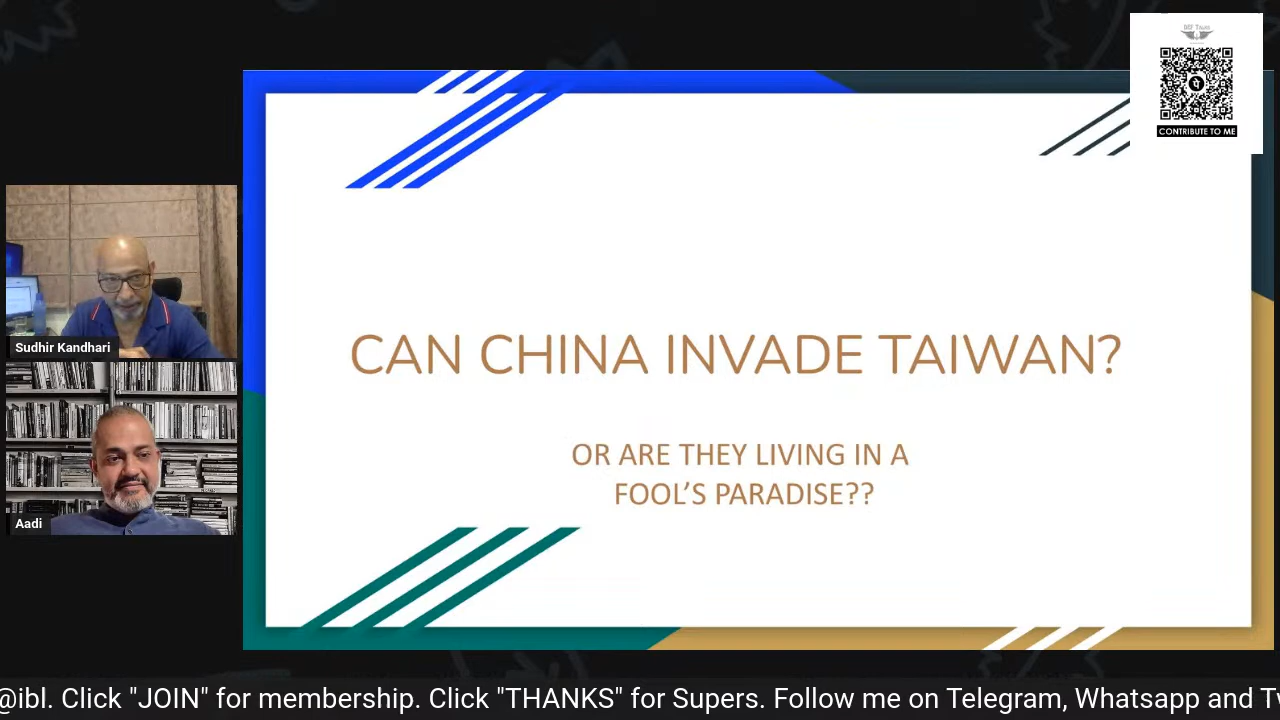 CONTRIBUTE TO ME
CAN CHINA INVADE TAIWAN?
OR ARE THEY LIVING IN A
FOOL'S PARADISE??
Sudhir Kandhari
Aadi
@ibl. Click "JOIN" for membership. Click "THANKS" for Supers. Follow me on Telegram, Whatsapp and